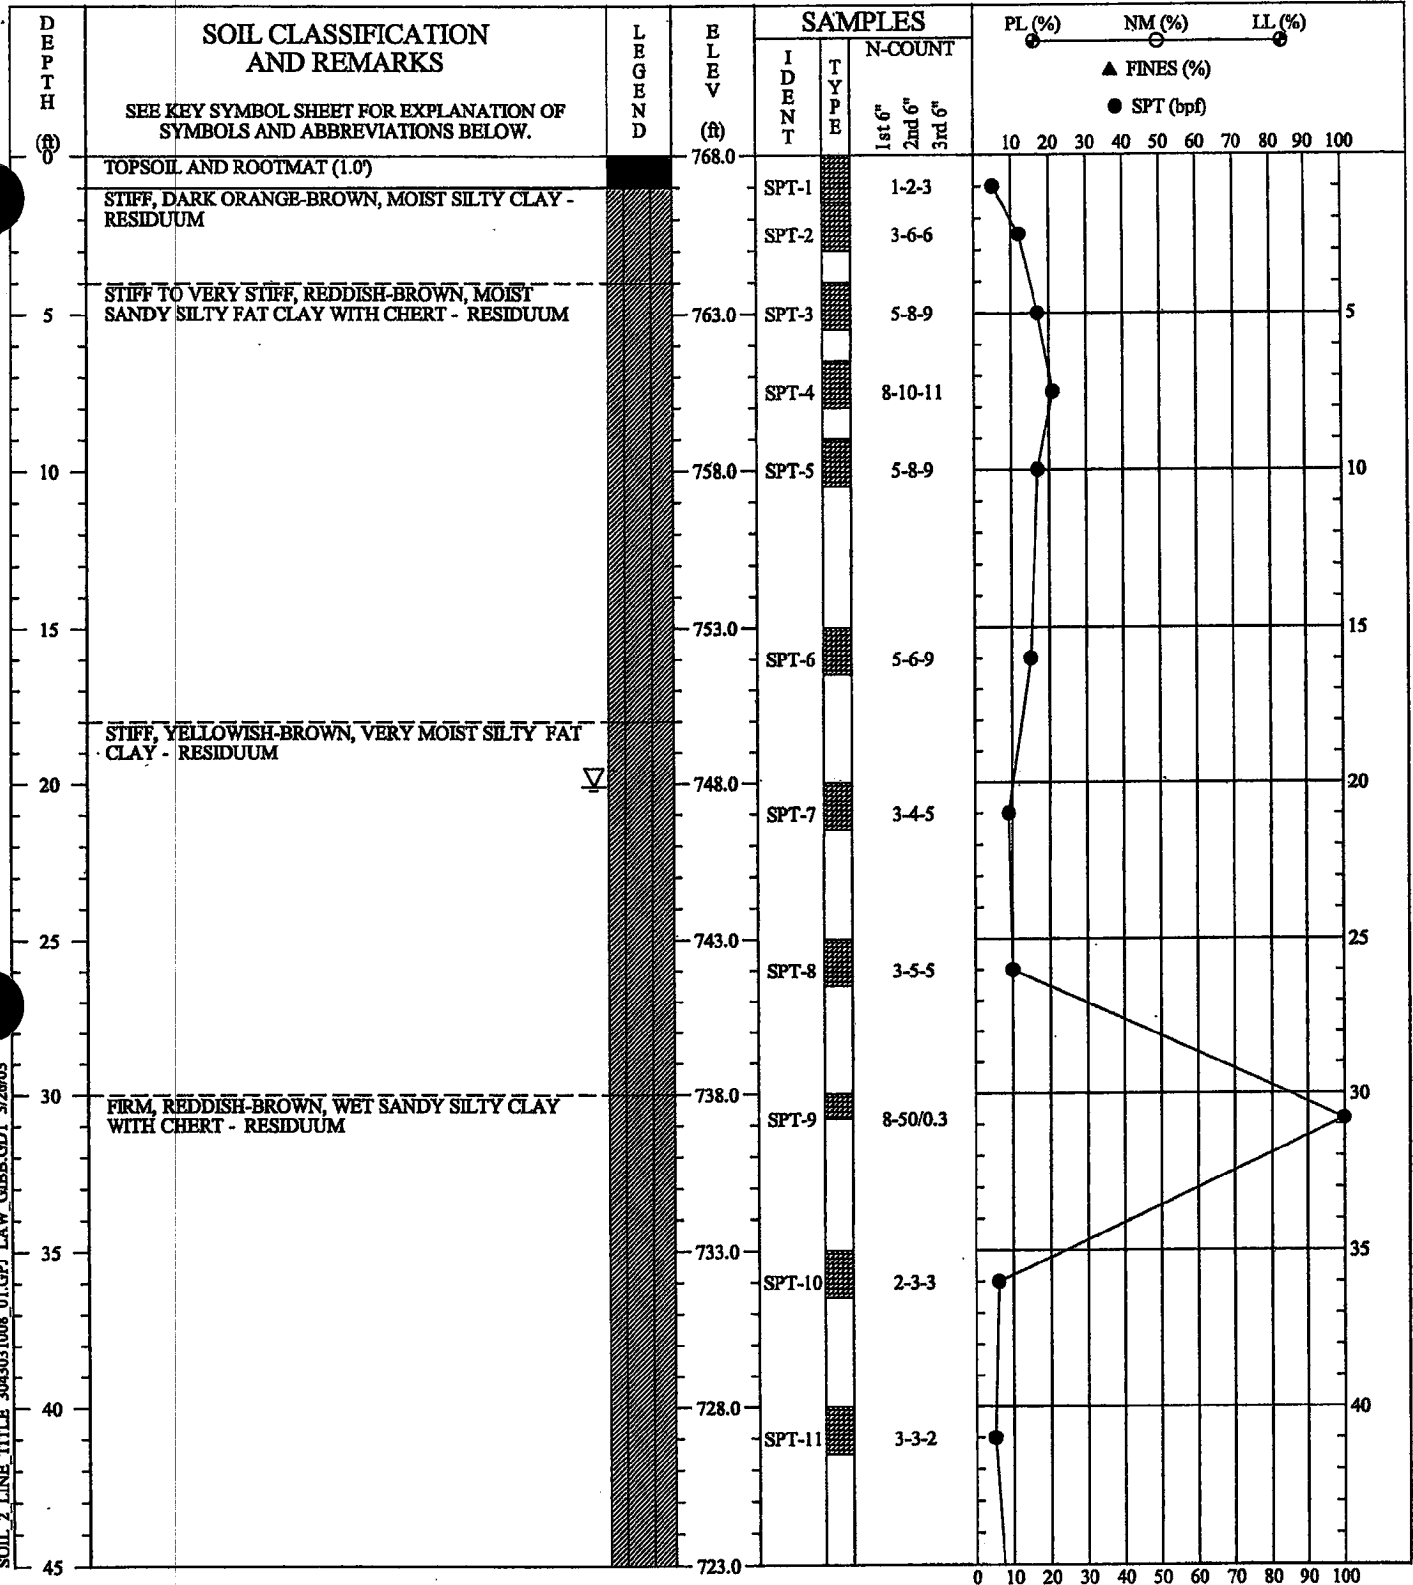 DEPTH
(ft)
SOIL CLASSIFICATION
AND REMARKS
SEE KEY SYMBOL SHEET FOR EXPLANATION OF
SYMBOLS AND ABBREVIATIONS BELOW.
LEGEND
ELEV
(ft)
SAMPLES
IDENT
TYPE
N-COUNT
1st 6"
2nd 6"
3rd 6"
PL (%) NM (%) LL (%)
▲ FINES (%)
● SPT (bpf)
10 20 30 40 50 60 70 80 90 100
0 TOPSOIL AND ROOTMAT (1.0') 768.0
SPT-1 1-2-3
STIFF, DARK ORANGE-BROWN, MOIST SILTY CLAY -
RESIDUUM
SPT-2 3-6-6
STIFF TO VERY STIFF, REDDISH-BROWN, MOIST
SANDY SILTY FAT CLAY WITH CHERT - RESIDUUM
5 763.0 SPT-3 5-8-9 5
SPT-4 8-10-11
10 758.0 SPT-5 5-8-9 10
15 753.0 15
SPT-6 5-6-9
STIFF, YELLOWISH-BROWN, VERY MOIST SILTY FAT
CLAY - RESIDUUM
20 748.0 20
SPT-7 3-4-5
25 743.0 25
SPT-8 3-5-5
30 738.0 30
FIRM, REDDISH-BROWN, WET SANDY SILTY CLAY
WITH CHERT - RESIDUUM
SPT-9 8-50/0.3
35 733.0 35
SPT-10 2-3-3
40 728.0 40
SPT-11 3-3-2
45 723.0
0 10 20 30 40 50 60 70 80 90 100
SOIL_2_LINE_TITLE 3043031008_01.GPJ LAW_GIBB.GDT